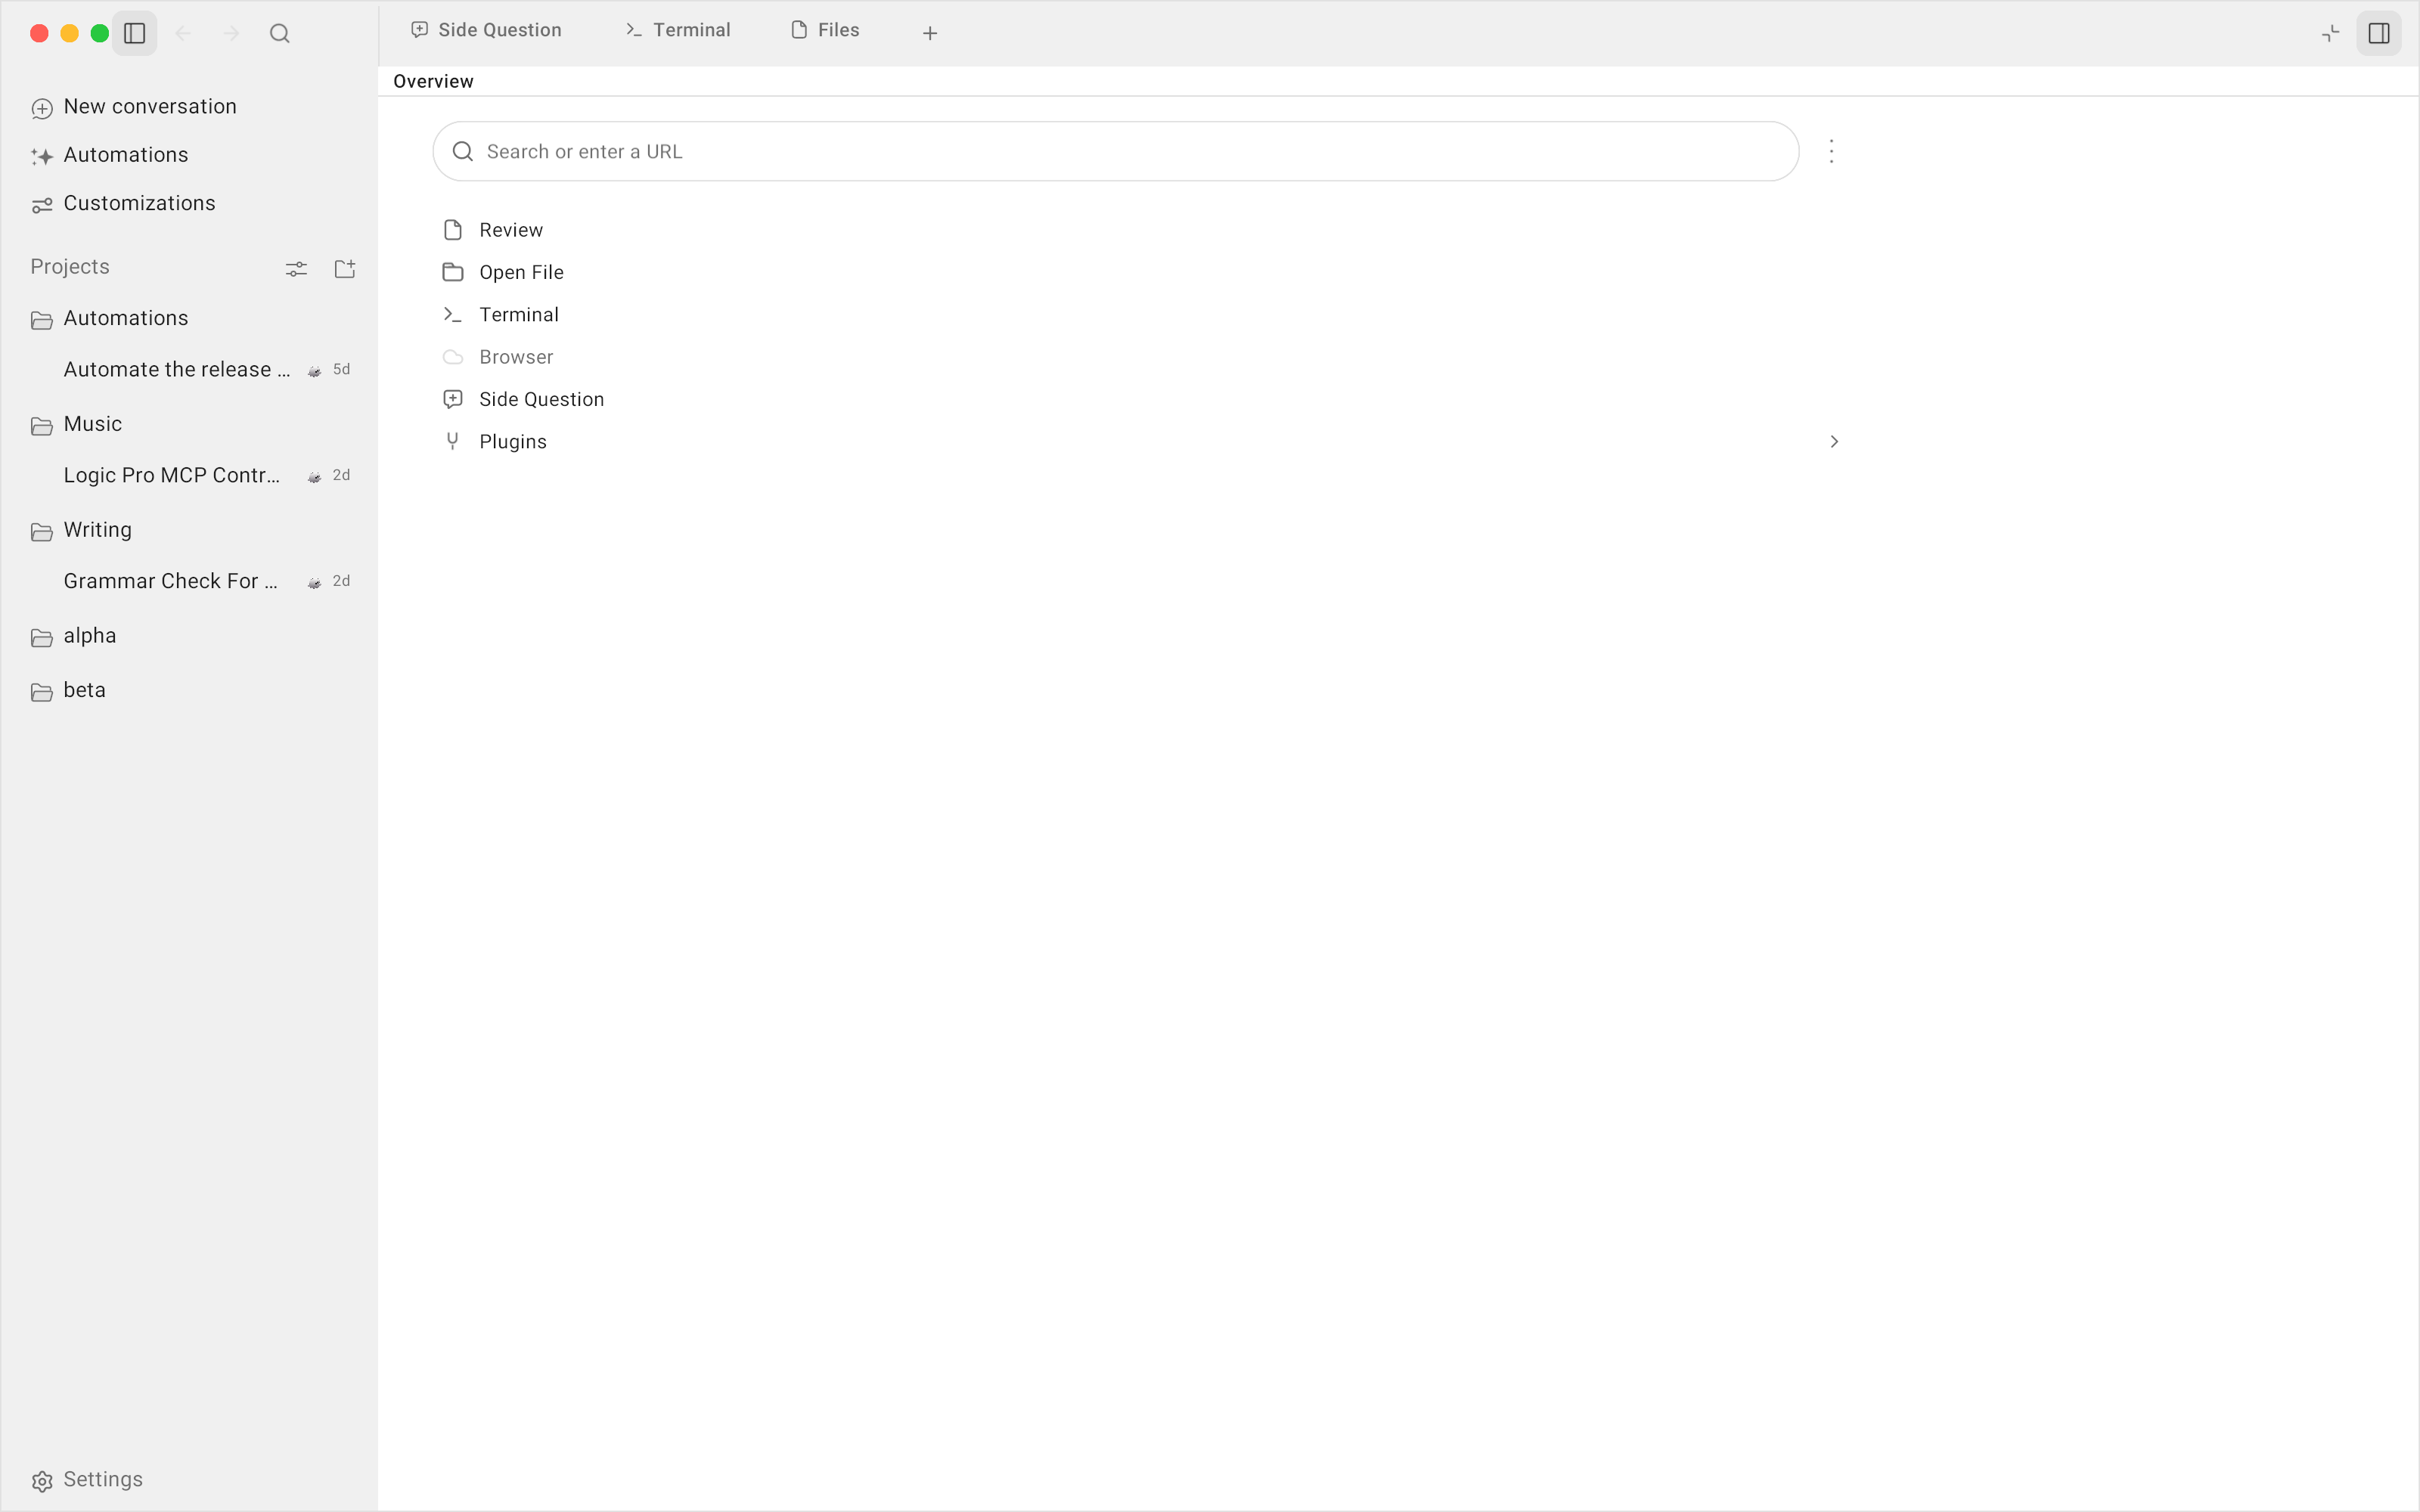 Side Question
Terminal
Files
New conversation
Automations
Customizations
Projects
Automations
Automate the release ...
5d
Music
Logic Pro MCP Contr...
2d
Writing
Grammar Check For ...
2d
alpha
beta
Settings
Overview
Search or enter a URL
Review
Open File
Terminal
Browser
Side Question
Plugins